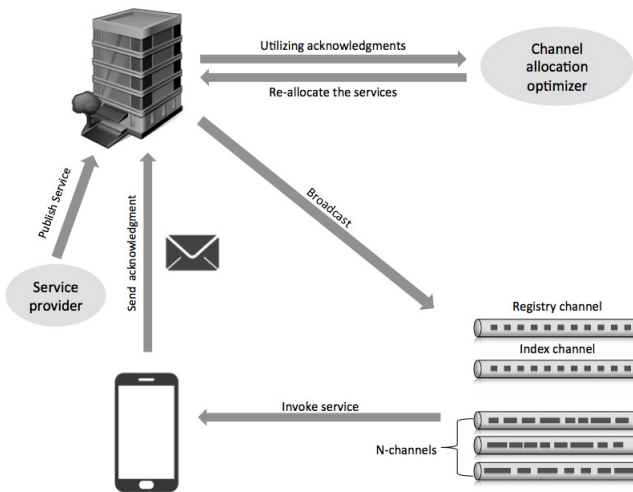 Utilizing acknowledgments
Re-allocate the services
Channel
allocation
optimizer
Publish Service
Send acknowledgment
Broadcast
Service
provider
Registry channel
Index channel
Invoke service
N-channels